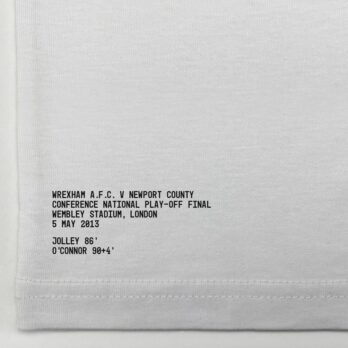 WREXHAM A.F.C. V NEWPORT COUNTY
CONFERENCE NATIONAL PLAY-OFF FINAL
WEMBLEY STADIUM, LONDON
5 MAY 2013
JOLLEY 86'
O'CONNOR 90+4'